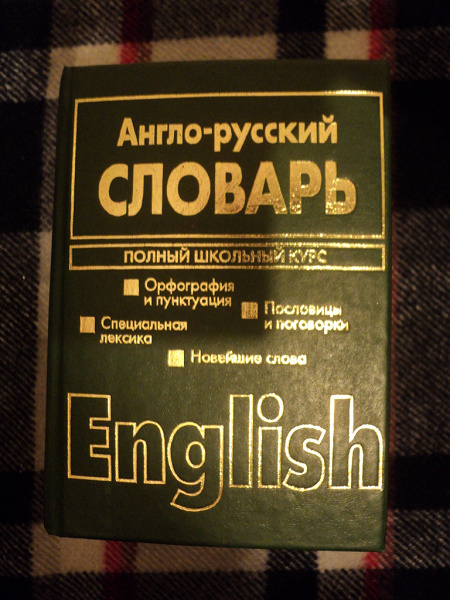 Англо-русский
СЛОВАРЬ
ПОЛНЫЙ ШКОЛЬНЫЙ КУРС
Орфография
и пунктуация
Пословицы
и поговорки
Специальная
лексика
Новейшие слова
English